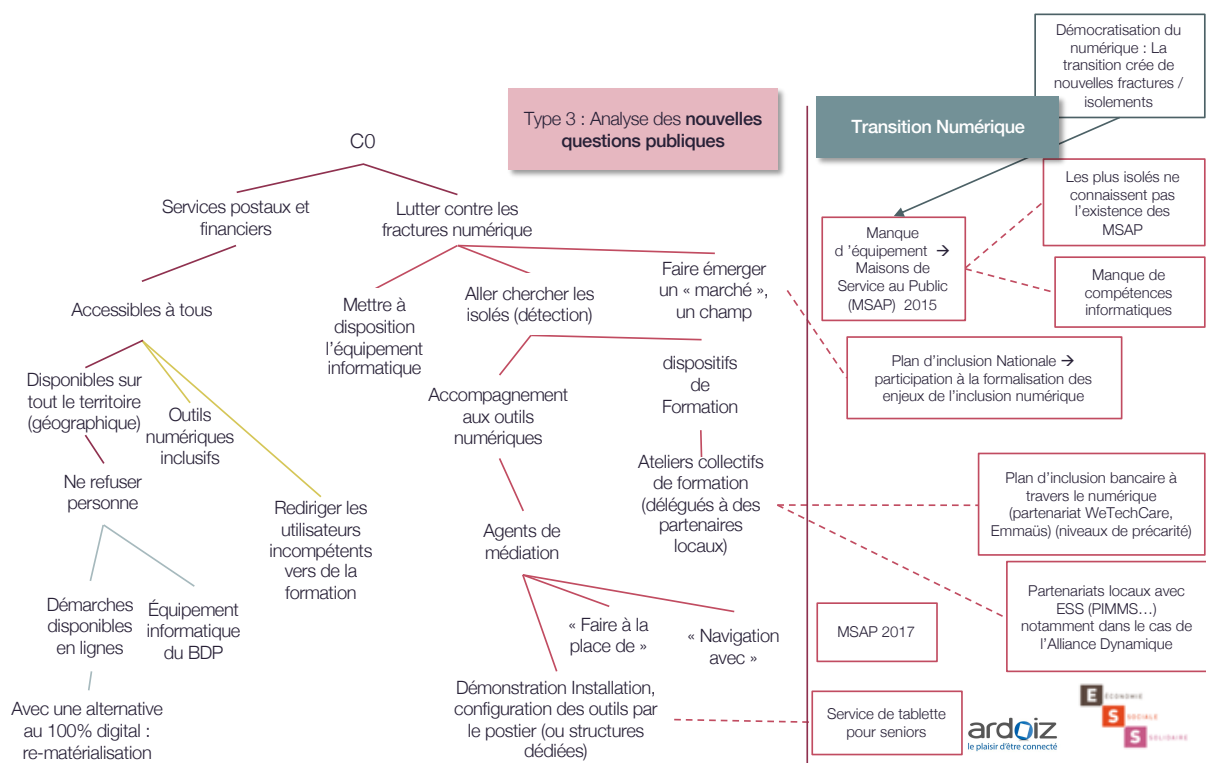 Démocratisation du
numérique : La
transition crée de
nouvelles fractures /
isolements
Type 3 : Analyse des nouvelles
questions publiques
Transition Numérique
C0
Services postaux et
financiers
Lutter contre les
fractures numérique
Les plus isolés ne
connaissent pas
l'existence des
MSAP
Manque
d 'équipement →
Maisons de
Service au Public
(MSAP) 2015
Manque de
compétences
informatiques
Accessibles à tous
Mettre à
disposition
l'équipement
informatique
Aller chercher les
isolés (détection)
Faire émerger
un « marché »,
un champ
Plan d'inclusion Nationale →
participation à la formalisation des
enjeux de l'inclusion numérique
Disponibles sur
tout le territoire
(géographique)
Outils
numériques
inclusifs
Accompagnement
aux outils
numériques
dispositifs
de
Formation
Ne refuser
personne
Rediriger les
utilisateurs
incompétents
vers de la
formation
Agents de
médiation
Ateliers collectifs
de formation
(délégués à des
partenaires
locaux)
Plan d'inclusion bancaire à
travers le numérique
(partenariat WeTechCare,
Emmaüs) (niveaux de précarité)
Démarches
disponibles
en lignes
Équipement
informatique
du BDP
« Faire à la
place de »
« Navigation
avec »
MSAP 2017
Partenariats locaux avec
ESS (PIMMS…)
notamment dans le cas de
l'Alliance Dynamique
Avec une alternative
au 100% digital :
re-matérialisation
Démonstration Installation,
configuration des outils par
le postier (ou structures
dédiées)
Service de tablette
pour seniors
ardoiz
le plaisir d'être connecté
E ÉCONOMIE
S SOCIALE
S SOLIDAIRE